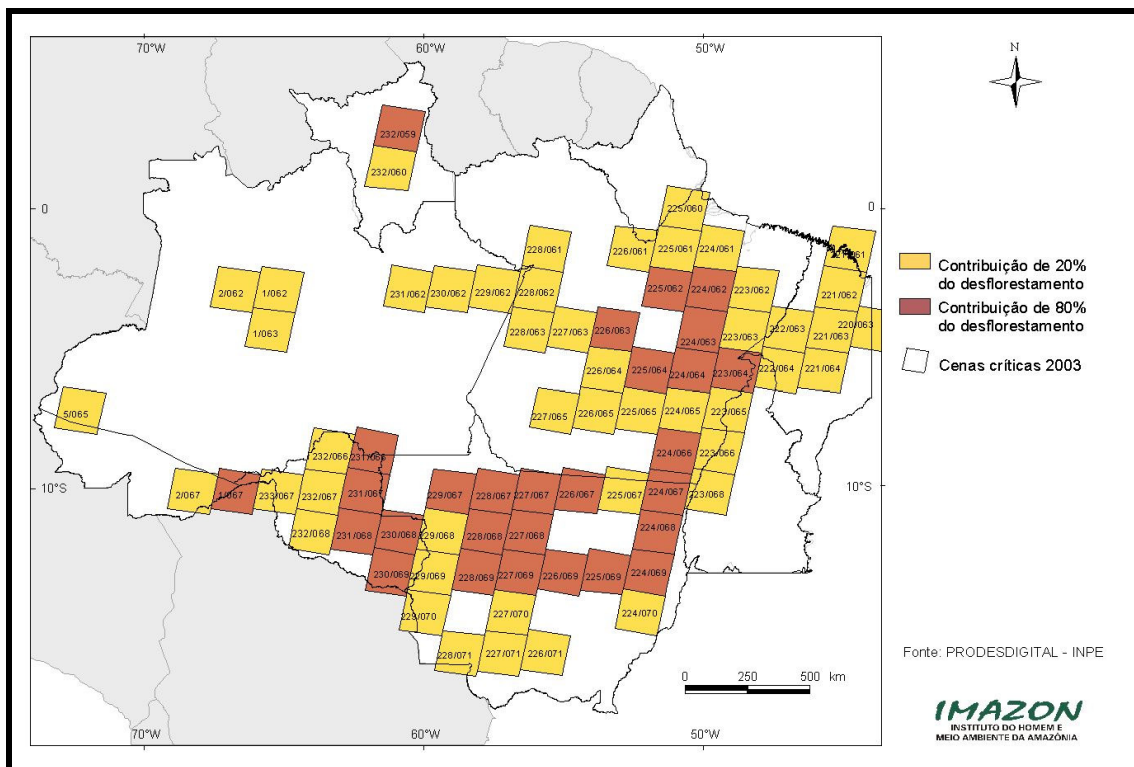 70°W 60°W 50°W
N
232/059
232/060
0 0
225/060
228/061 226/061 225/061 224/061
2/062 1/062 231/062 230/062 229/062 228/062 225/062 224/062 223/062 221/062
1/063 228/063 227/063 226/063 224/063 223/063 222/063 221/063 220/063
226/064 225/064 224/064 223/064 222/064 221/064
5/065 227/065 226/065 225/065 224/065 223/065
232/066 231/066 224/066 223/066
10°S 10°S
2/067 1/067 233/067 232/067 231/067 229/067 228/067 227/067 226/067 225/067 224/067 223/068
232/068 231/068 230/068 229/068 228/068 227/068 224/068
230/069 229/069 228/069 227/069 226/069 225/069 224/069
229/070 227/070 224/070
228/071 227/071 226/071
Contribuição de 20%
do desflorestamento
Contribuição de 80%
do desflorestamento
Cenas críticas 2003
0 250 500 km
70°W 60°W 50°W
Fonte: PRODESDIGITAL - INPE
IMAZON
INSTITUTO DO HOMEM E
MEIO AMBIENTE DA AMAZÔNIA